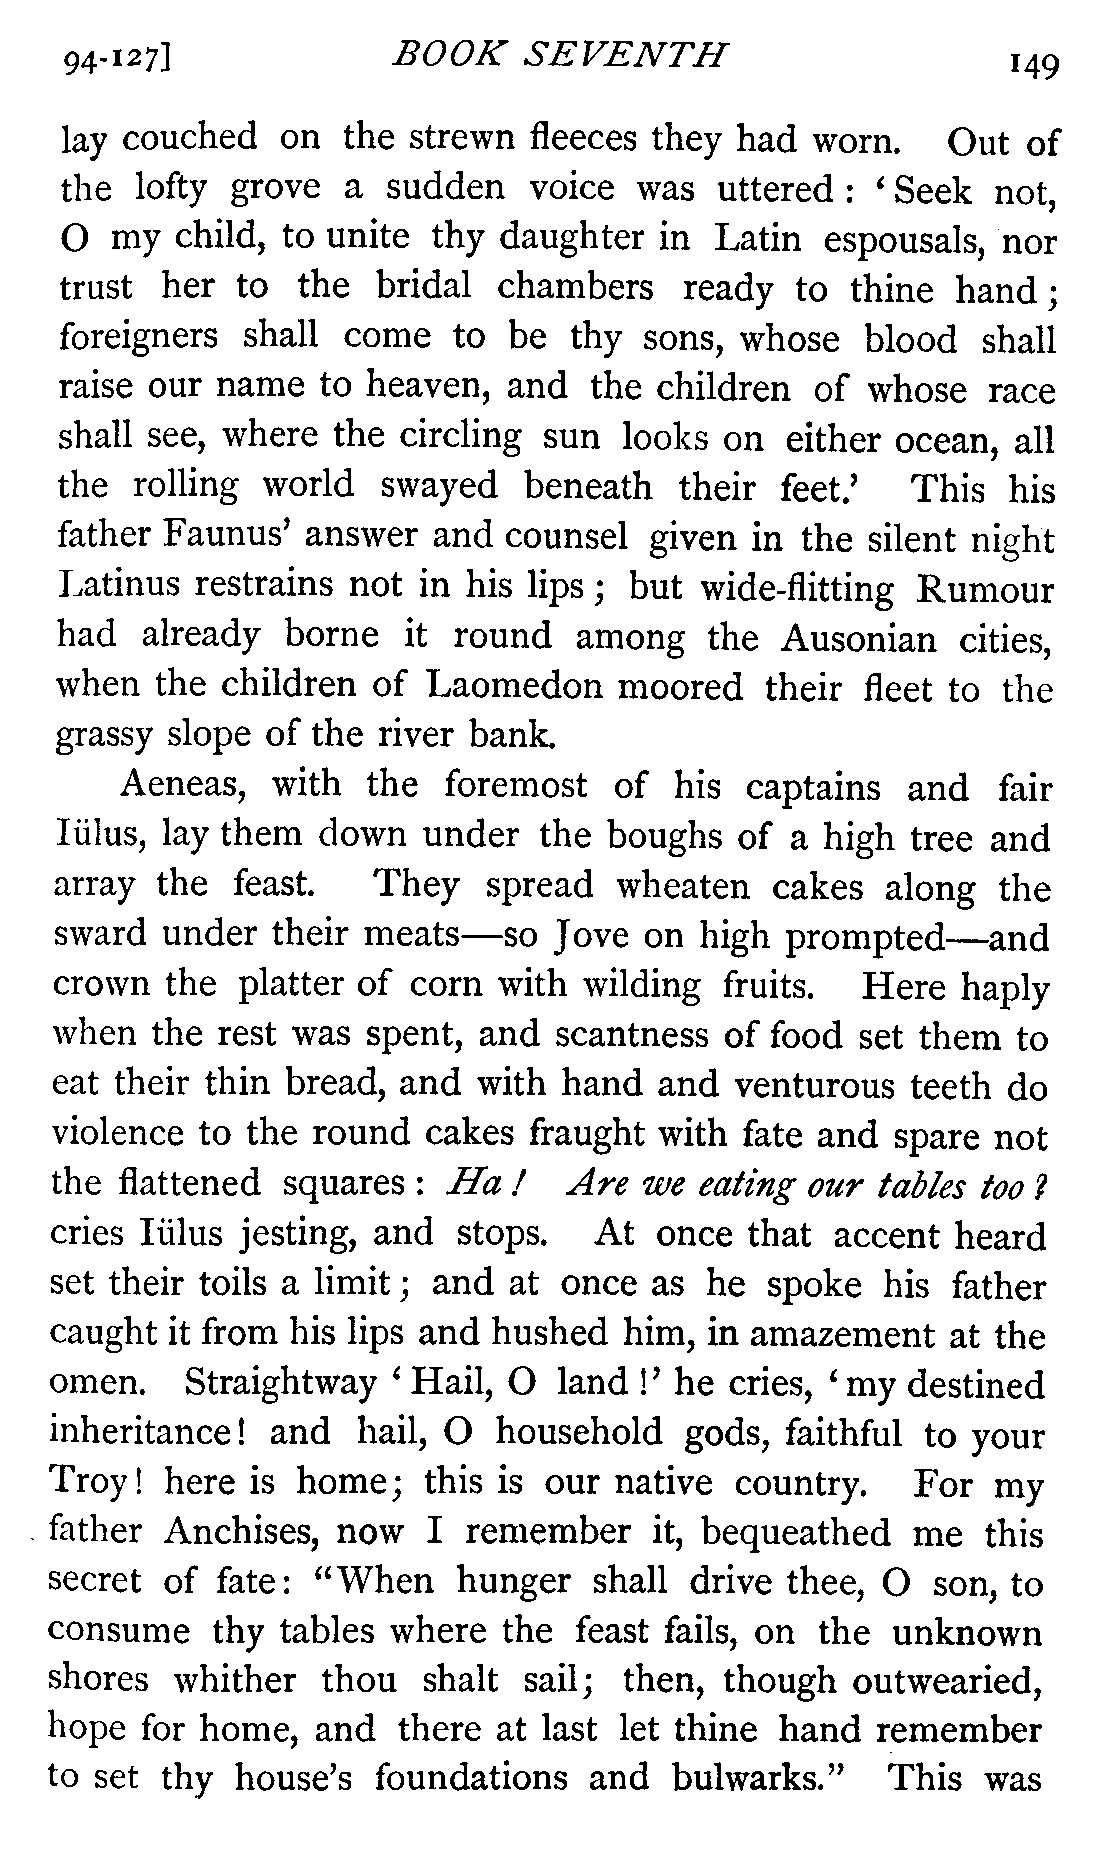 94-127] BOOK SEVENTH 149
lay couched on the strewn fleeces they had worn. Out of
the lofty grove a sudden voice was uttered : ‘ Seek not,
O my child, to unite thy daughter in Latin espousals, nor
trust her to the bridal chambers ready to thine hand ;
foreigners shall come to be thy sons, whose blood shall
raise our name to heaven, and the children of whose race
shall see, where the circling sun looks on either ocean, all
the rolling world swayed beneath their feet.’ This his
father Faunus’ answer and counsel given in the silent night
Latinus restrains not in his lips ; but wide-flitting Rumour
had already borne it round among the Ausonian cities,
when the children of Laomedon moored their fleet to the
grassy slope of the river bank.
Aeneas, with the foremost of his captains and fair
Iülus, lay them down under the boughs of a high tree and
array the feast. They spread wheaten cakes along the
sward under their meats—so Jove on high prompted—and
crown the platter of corn with wilding fruits. Here haply
when the rest was spent, and scantness of food set them to
eat their thin bread, and with hand and venturous teeth do
violence to the round cakes fraught with fate and spare not
the flattened squares : Ha ! Are we eating our tables too ?
cries Iülus jesting, and stops. At once that accent heard
set their toils a limit ; and at once as he spoke his father
caught it from his lips and hushed him, in amazement at the
omen. Straightway ‘ Hail, O land !’ he cries, ‘ my destined
inheritance! and hail, O household gods, faithful to your
Troy! here is home; this is our native country. For my
father Anchises, now I remember it, bequeathed me this
secret of fate: “When hunger shall drive thee, O son, to
consume thy tables where the feast fails, on the unknown
shores whither thou shalt sail; then, though outwearied,
hope for home, and there at last let thine hand remember
to set thy house’s foundations and bulwarks.” This was